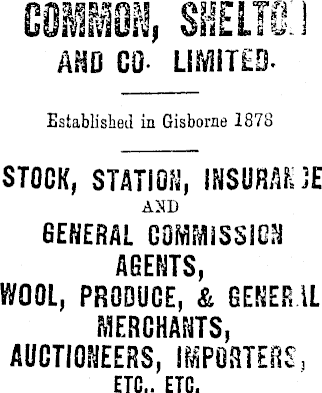 COMMON, SHELTON
AND CO. LIMITED.
Established in Gisborne 1878
STOCK, STATION, INSURANCE
AND
GENERAL COMMISSION
AGENTS,
WOOL, PRODUCE, & GENERAL
MERCHANTS,
AUCTIONEERS, IMPORTERS,
ETC., ETC.